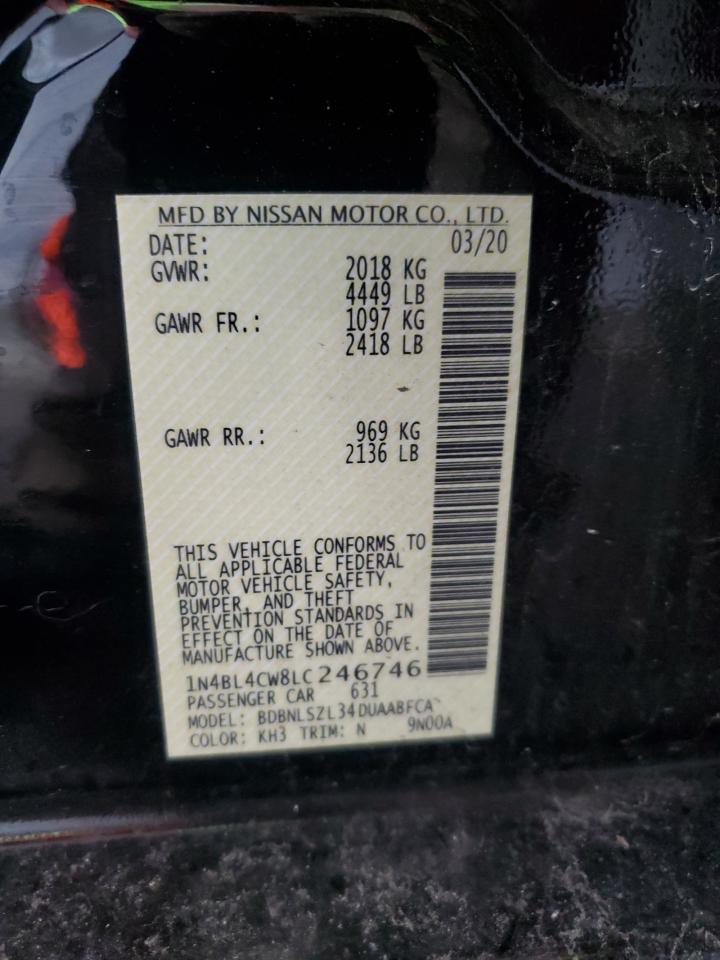 MFD BY NISSAN MOTOR CO., LTD.
DATE: 03/20
GVWR: 2018 KG
4449 LB
GAWR FR.: 1097 KG
2418 LB
GAWR RR.: 969 KG
2136 LB
THIS VEHICLE CONFORMS TO
ALL APPLICABLE FEDERAL
MOTOR VEHICLE SAFETY,
BUMPER, AND THEFT
PREVENTION STANDARDS IN
EFFECT ON THE DATE OF
MANUFACTURE SHOWN ABOVE.
1N4BL4CW8LC246746
PASSENGER CAR 631
MODEL: BDBNLSZL34DUAABFCA
COLOR: KH3 TRIM: N 9N00A